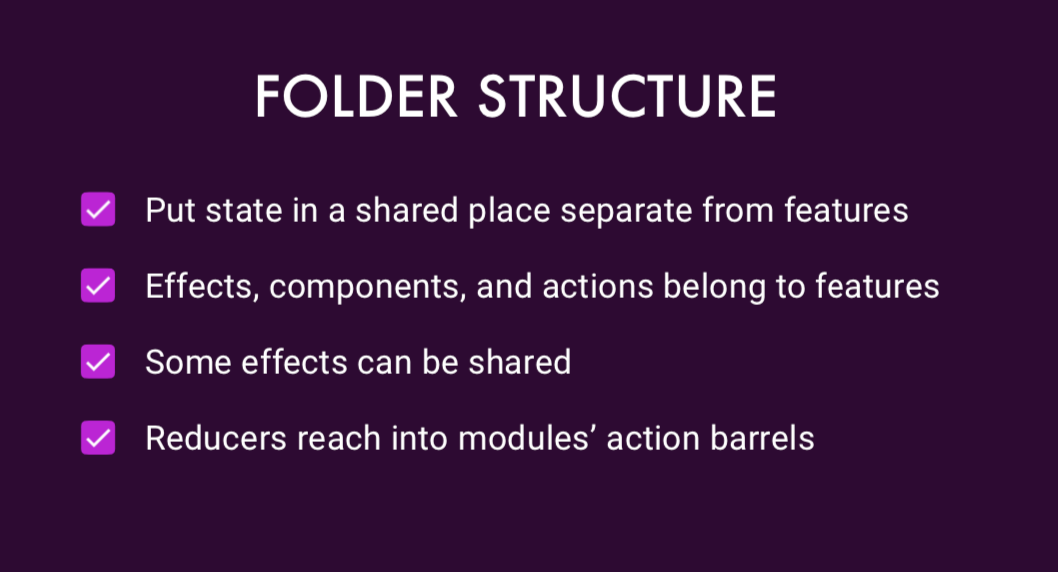 FOLDER STRUCTURE
Put state in a shared place separate from features
Effects, components, and actions belong to features
Some effects can be shared
Reducers reach into modules’ action barrels